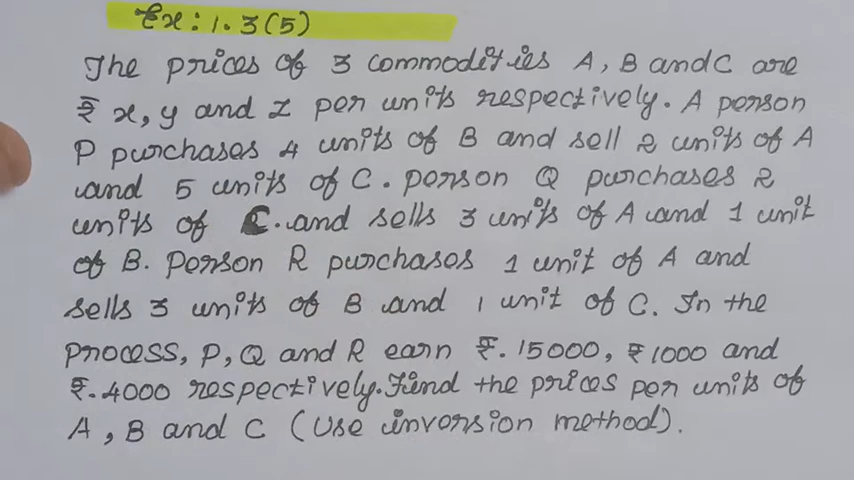 Ex: 1.3(5)
The prices of 3 commodities A, B and C are
₹ x, y and z per units respectively. A person
P purchases 4 units of B and sell 2 units of A
and 5 units of C. person Q purchases 2
units of C. and sells 3 units of A and 1 unit
of B. Person R purchases 1 unit of A and
sells 3 units of B and 1 unit of C. In the
process, P, Q and R earn ₹. 15000, ₹ 1000 and
₹. 4000 respectively. Find the prices per units of
A, B and C (Use inversion method).